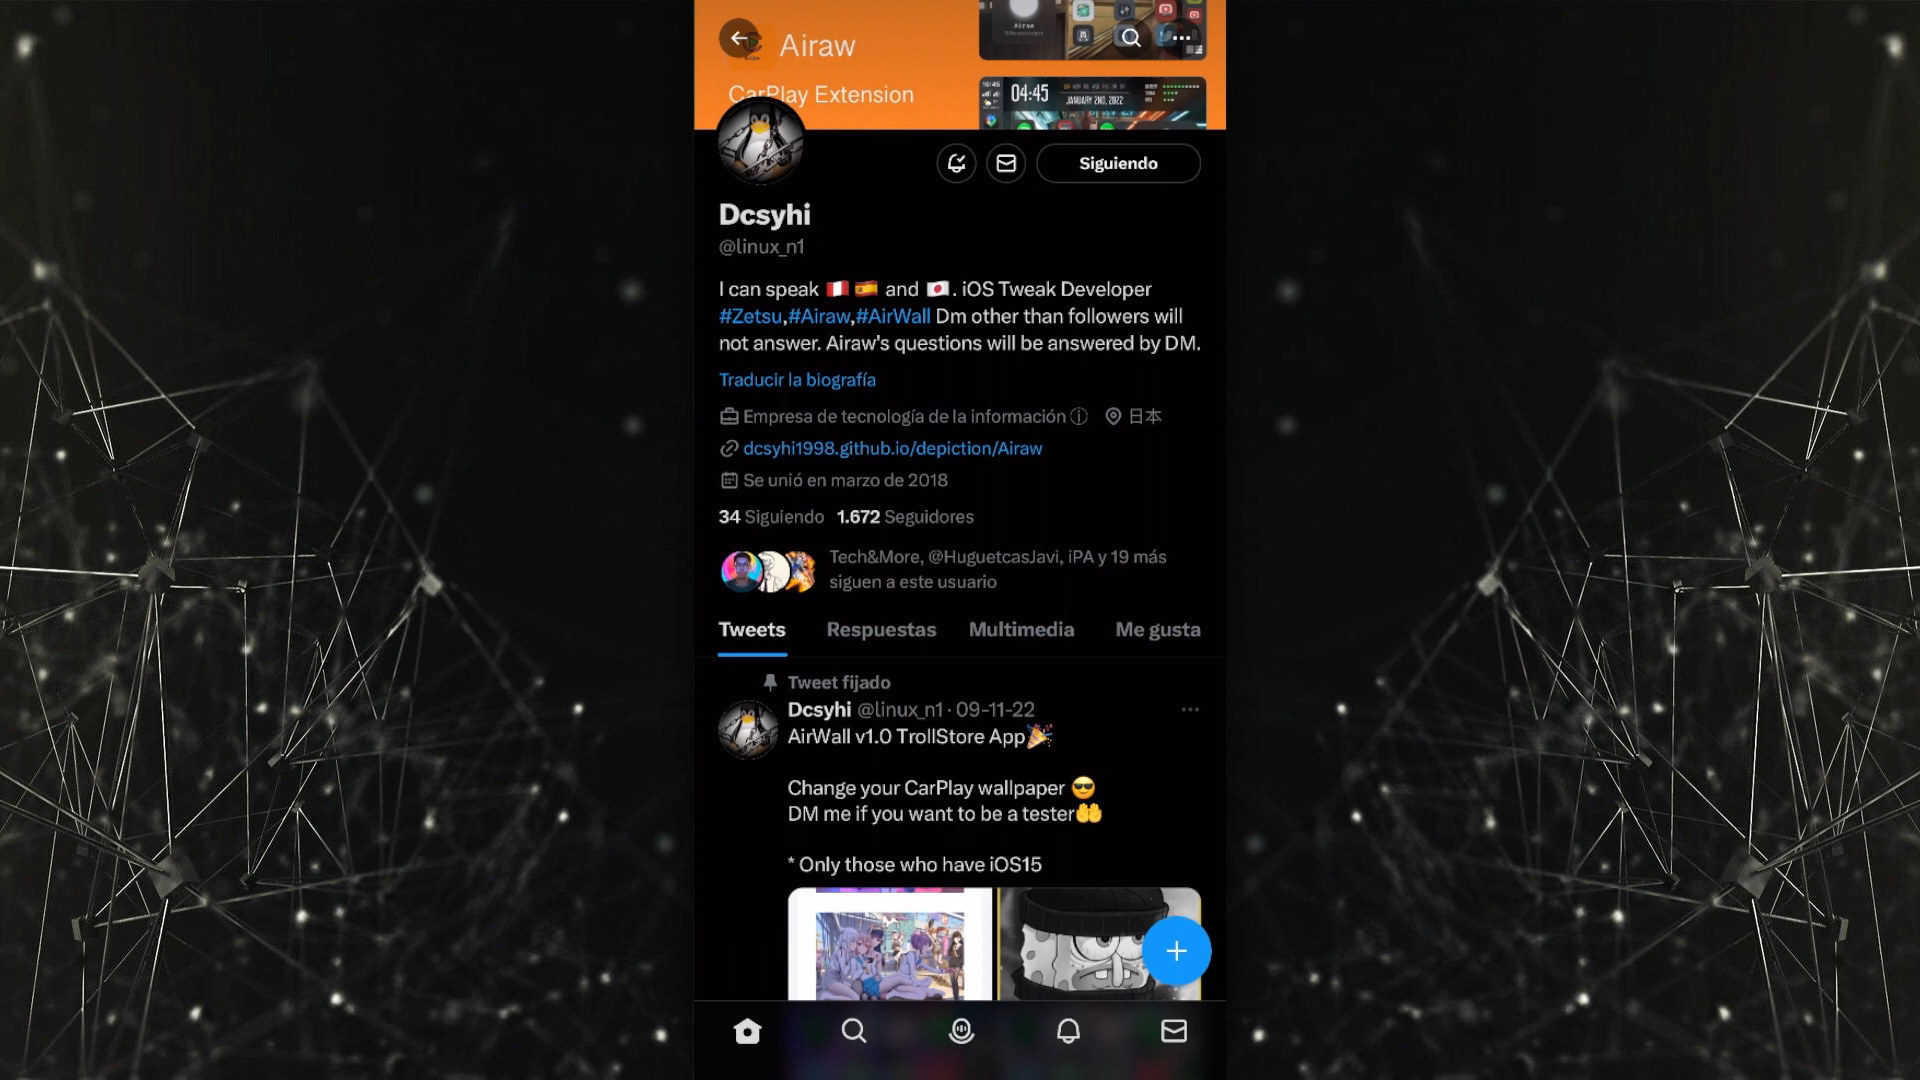 Airaw
CarPlay Extension
Airaw
04:45
JANUARY 2ND, 2022
Siguiendo
Dcsyhi
@linux_n1
I can speak 🇵🇪 🇪🇸 and 🇯🇵. iOS Tweak Developer
#Zetsu,#Airaw,#AirWall Dm other than followers will
not answer. Airaw's questions will be answered by DM.
Traducir la biografía
Empresa de tecnología de la información ⓘ 日本
dcsyhi1998.github.io/depiction/Airaw
Se unió en marzo de 2018
34 Siguiendo 1.672 Seguidores
Tech&More, @HuguetcasJavi, iPA y 19 más
siguen a este usuario
Tweets Respuestas Multimedia Me gusta
Tweet fijado
Dcsyhi @linux_n1 · 09-11-22
AirWall v1.0 TrollStore App🎉
Change your CarPlay wallpaper 😎
DM me if you want to be a tester🤲
* Only those who have iOS15